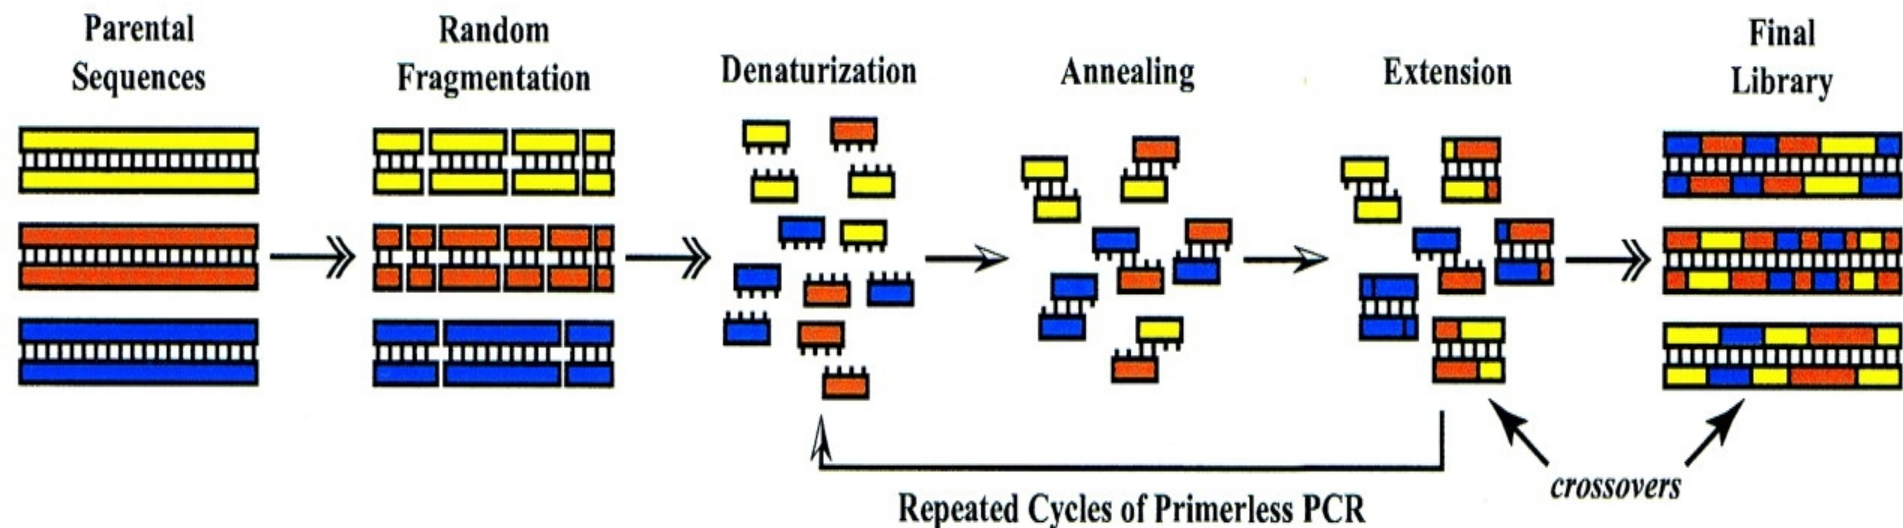 Parental
Sequences
Random
Fragmentation
Denaturization
Annealing
Extension
Final
Library
Repeated Cycles of Primerless PCR
crossovers